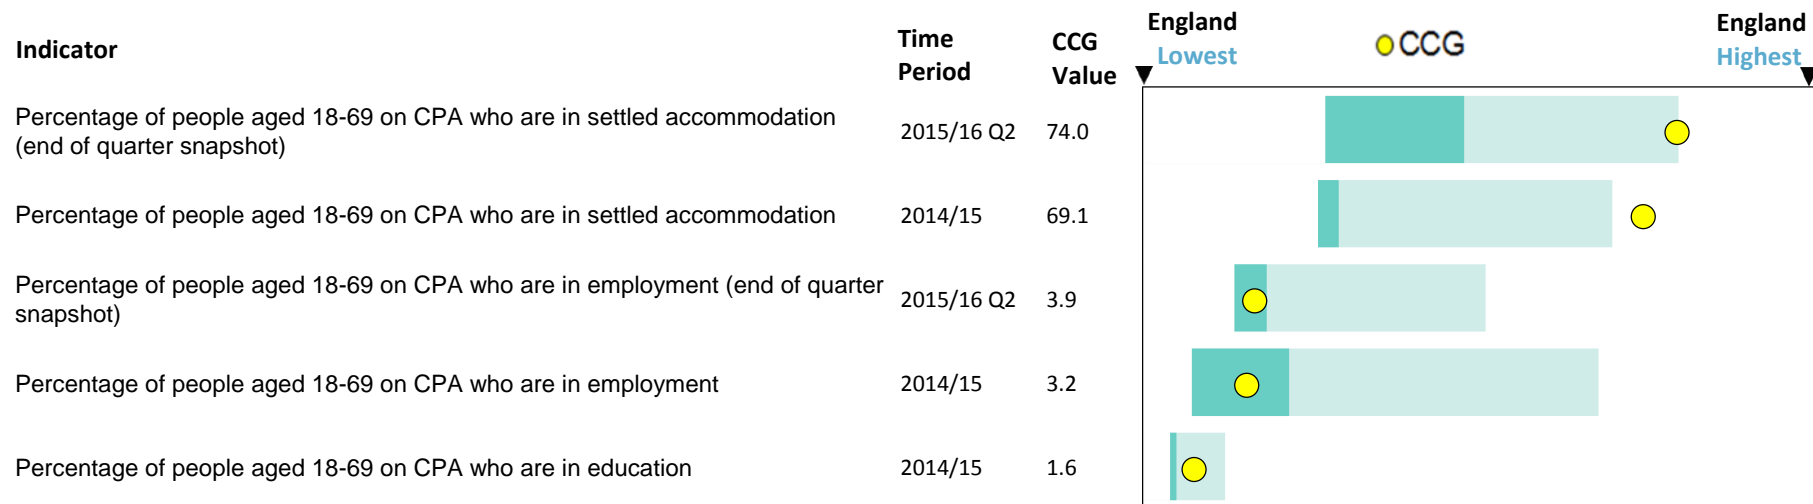 Indicator
Time
Period
CCG
Value
England
Lowest
CCG
England
Highest
Percentage of people aged 18-69 on CPA who are in settled accommodation
(end of quarter snapshot)
2015/16 Q2
74.0
Percentage of people aged 18-69 on CPA who are in settled accommodation
2014/15
69.1
Percentage of people aged 18-69 on CPA who are in employment (end of quarter
snapshot)
2015/16 Q2
3.9
Percentage of people aged 18-69 on CPA who are in employment
2014/15
3.2
Percentage of people aged 18-69 on CPA who are in education
2014/15
1.6